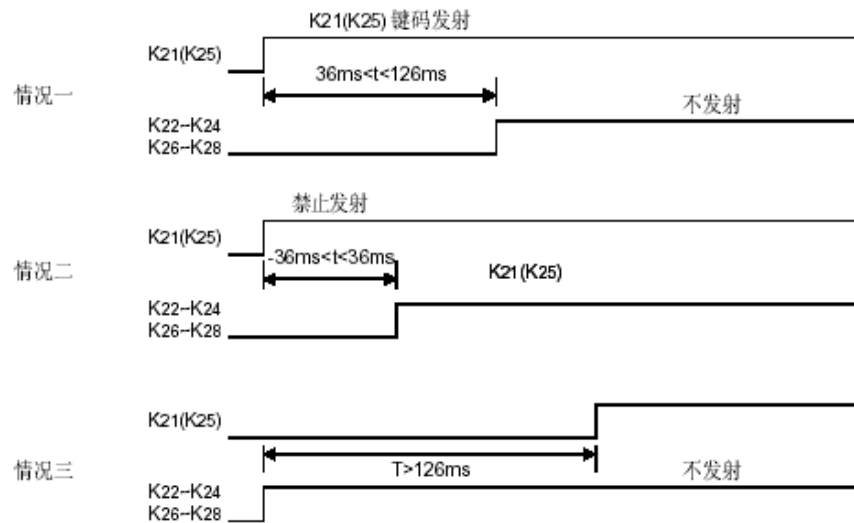 K21(K25) 键码发射
K21(K25)
36ms<t<126ms
情况一
不发射
K22--K24
K26--K28
禁止发射
K21(K25)
-36ms<t<36ms
情况二
K21(K25)
K22--K24
K26--K28
K21(K25)
T>126ms
情况三
不发射
K22--K24
K26--K28